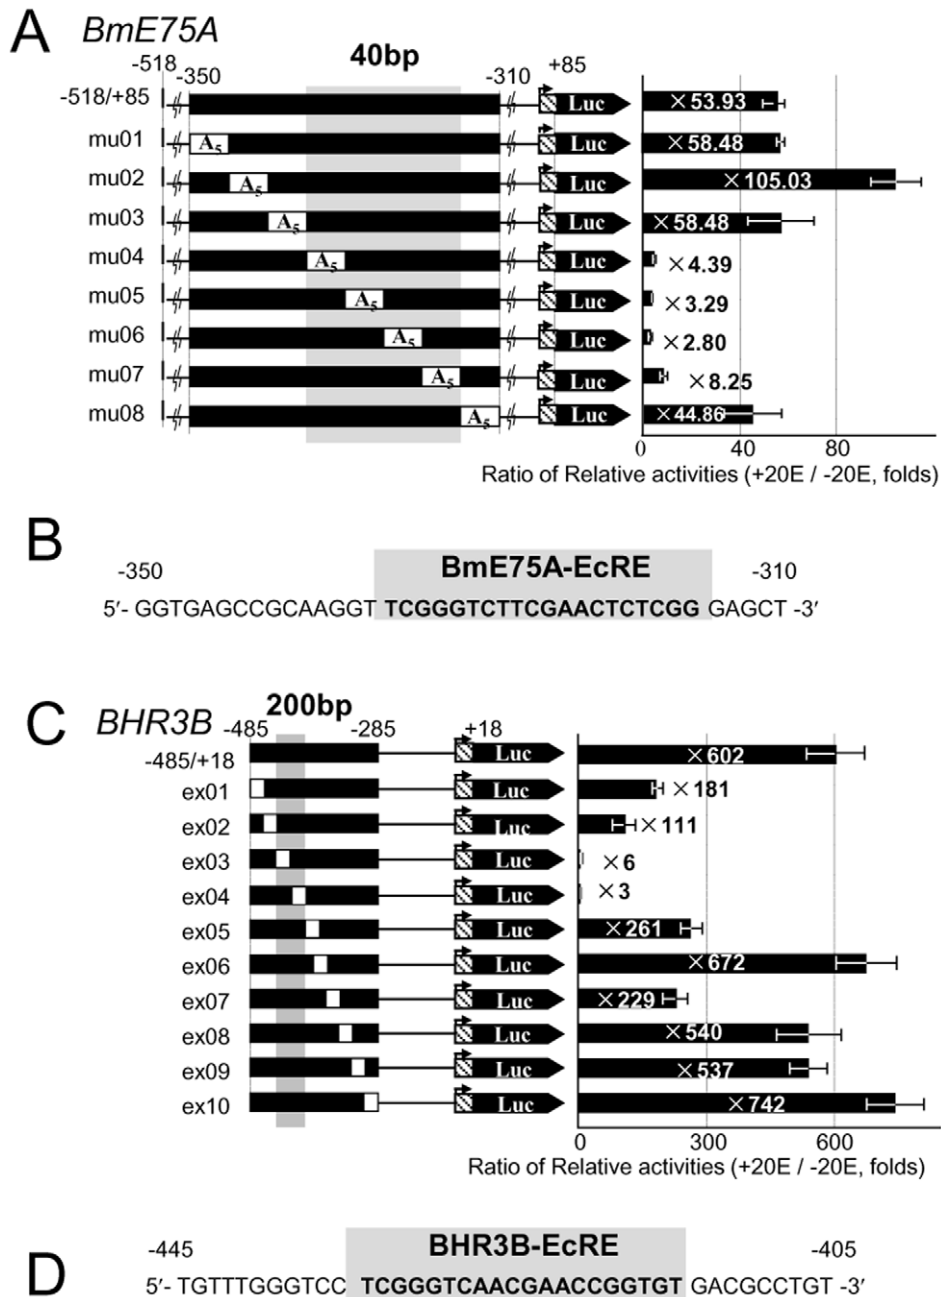 A BmE75A
-518 -350 40bp -310 +85
-518/+85 Luc ×53.93
mu01 A5 Luc ×58.48
mu02 A5 Luc ×105.03
mu03 A5 Luc ×58.48
mu04 A5 Luc ×4.39
mu05 A5 Luc ×3.29
mu06 A5 Luc ×2.80
mu07 A5 Luc ×8.25
mu08 A5 Luc ×44.86
0 40 80
Ratio of Relative activities (+20E / -20E, folds)
B
-350 BmE75A-EcRE -310
5′- GGTGAGCCGCAAGGT TCGGGTCTTCGAACTCTCGG GAGCT -3′
C BHR3B
-485 200bp -285 +18
-485/+18 Luc ×602
ex01 Luc ×181
ex02 Luc ×111
ex03 Luc ×6
ex04 Luc ×3
ex05 Luc ×261
ex06 Luc ×672
ex07 Luc ×229
ex08 Luc ×540
ex09 Luc ×537
ex10 Luc ×742
0 300 600
Ratio of Relative activities (+20E / -20E, folds)
D
-445 BHR3B-EcRE -405
5′- TGTTTGGGTCC TCGGGTCAACGAACCGGTGT GACGCCTGT -3′